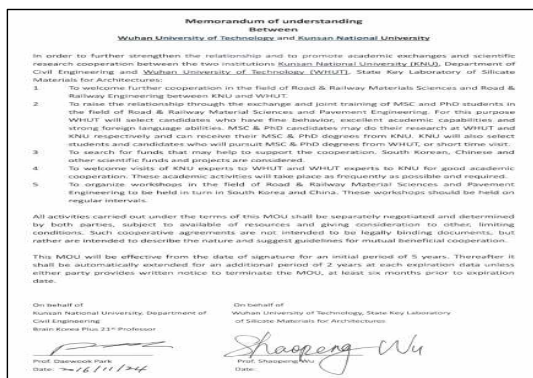 Memorandum of understanding
Between
Wuhan University of Technology and Kunsan National University
In order to further strengthen the relationship and to promote academic exchanges and scientific
research cooperation between the two institutions Kunsan National University (KNU), Department of
Civil Engineering and Wuhan University of Technology (WHUT), State Key Laboratory of Silicate
Materials for Architectures:
1 To welcome further cooperation in the field of Road & Railway Materials Sciences and Road &
Railway Engineering between KNU and WHUT.
2 To raise the relationship through the exchange and joint training of MSC and PhD students in
the field of Road & Railway Material Sciences and Pavement Engineering. For this purpose
WHUT will select candidates who have fine behavior, excellent academic capabilities and
strong foreign language abilities. MSC & PhD candidates may do their research at WHUT and
KNU respectively and can receive their MSC & PhD degrees from KNU. KNU will also select
students and candidates who will pursuit MSC & PhD degrees from WHUT, or short time visit.
3 To search for funds that may help to support the cooperation. South Korean, Chinese and
other scientific funds and projects are considered.
4 To welcome visits of KNU experts to WHUT and WHUT experts to KNU for good academic
cooperation. These academic activities will take place as frequently as possible and required.
5 To organize workshops in the field of Road & Railway Material Sciences and Pavement
Engineering to be held in turn in South Korea and China. These workshops should be held on
regular intervals.
All activities carried out under the terms of this MOU shall be separately negotiated and determined
by both parties, subject to available of resources and giving consideration to other, limiting
conditions. Such cooperative agreements are not intended to be legally binding documents, but
rather are intended to describe the nature and suggest guidelines for mutual beneficial cooperation.
This MOU will be effective from the date of signature for an initial period of 5 years. Thereafter it
shall be automatically extended for an additional period of 2 years at each expiration data unless
either party provides written notice to terminate the MOU, at least six months prior to expiration
date.
On Behalf of
Kunsan National University, Department of
Civil Engineering
Brain Korea Plus 21st Professor
Prof. Daewook Park
Date: 2016/11/24
On behalf of
Wuhan University of Technology, State Key Laboratory
of Silicate Materials for Architectures
Shaopeng Wu
Prof. Shaopeng Wu
Date: